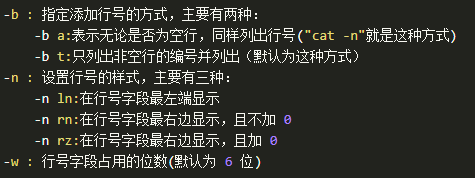 -b : 指定添加行号的方式，主要有两种：
-b a:表示无论是否为空行，同样列出行号("cat -n"就是这种方式)
-b t:只列出非空行的编号并列出（默认为这种方式）
-n : 设置行号的样式，主要有三种：
-n ln:在行号字段最左端显示
-n rn:在行号字段最右边显示，且不加 0
-n rz:在行号字段最右边显示，且加 0
-w : 行号字段占用的位数(默认为 6 位)